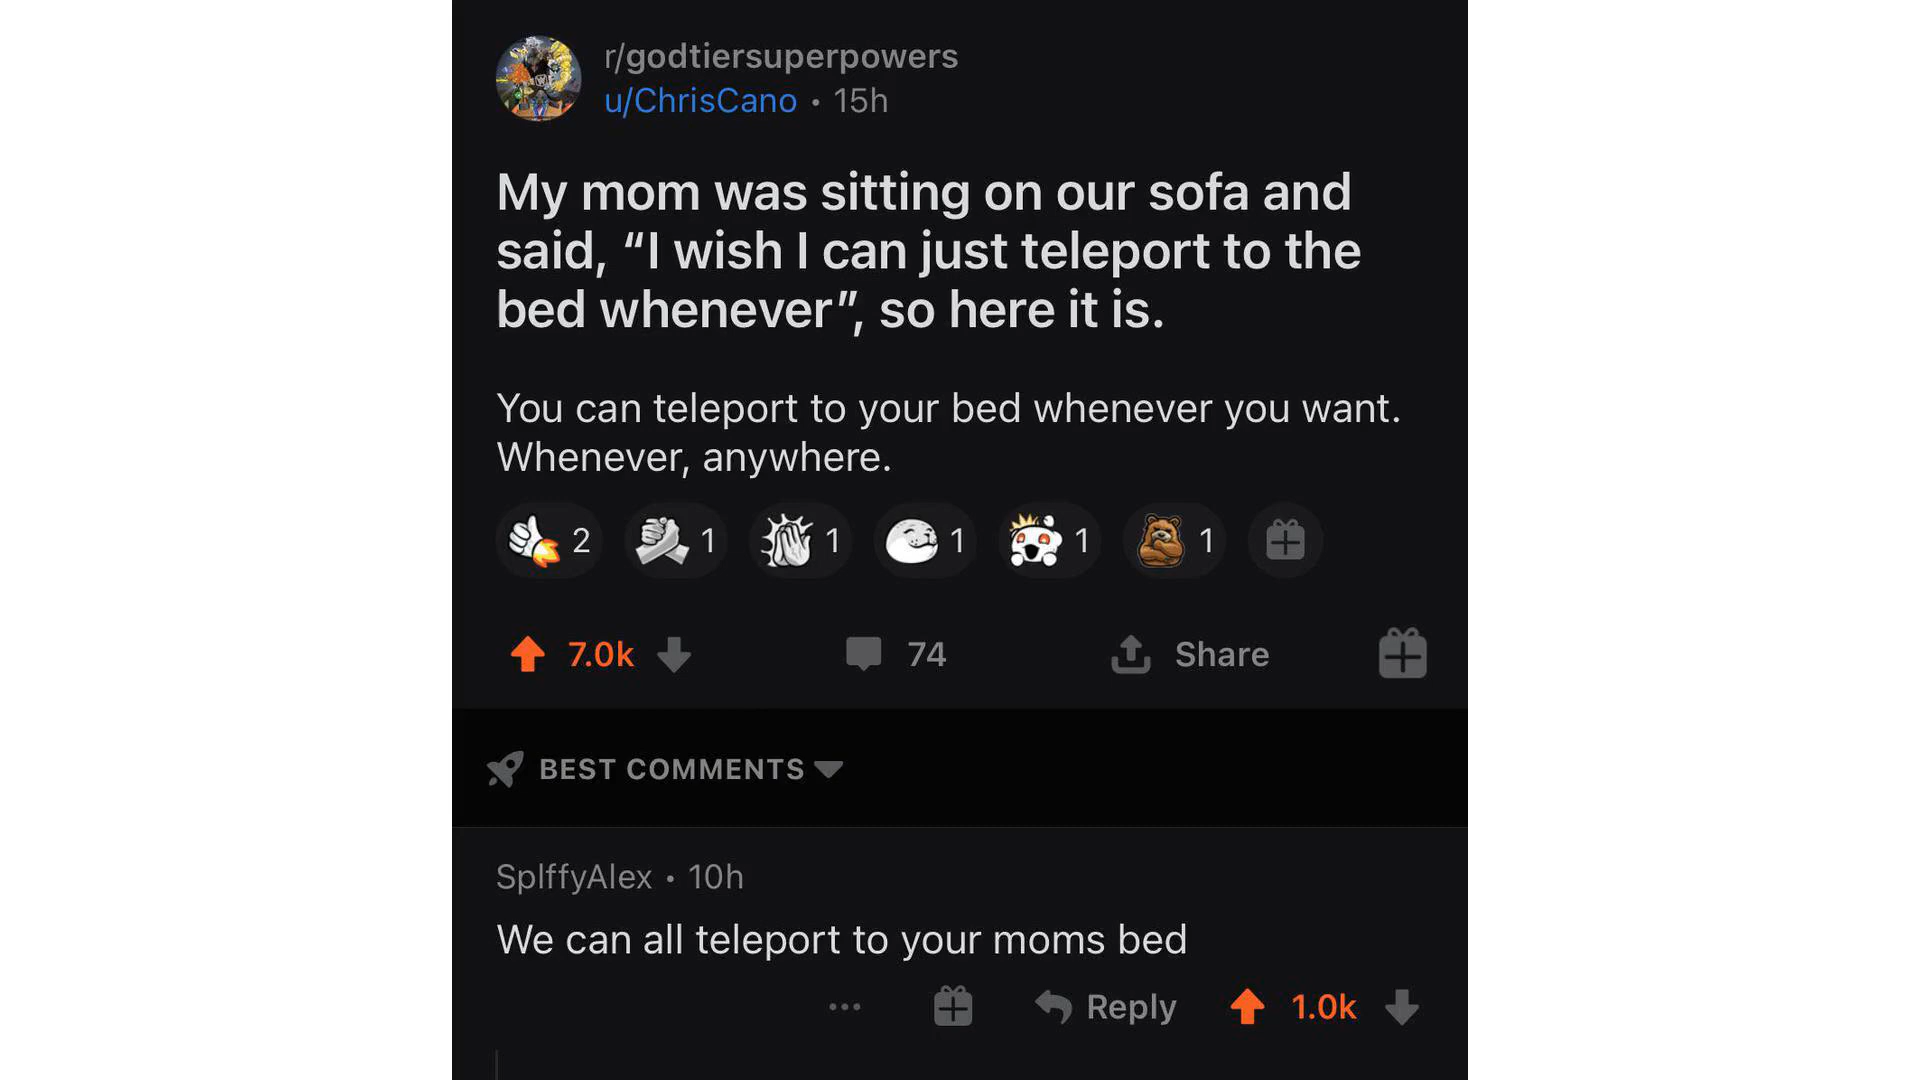 r/godtiersuperpowers
u/ChrisCano • 15h
My mom was sitting on our sofa and
said, “I wish I can just teleport to the
bed whenever”, so here it is.
You can teleport to your bed whenever you want.
Whenever, anywhere.
2 1 1 1 1 1
7.0k 74 Share
BEST COMMENTS
SplffyAlex • 10h
We can all teleport to your moms bed
Reply 1.0k